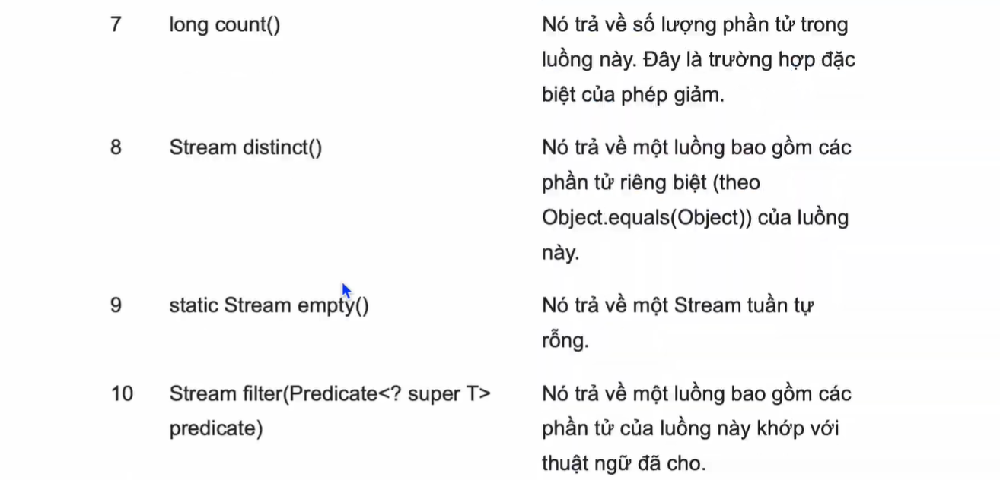 7 long count() Nó trả về số lượng phần tử trong
luồng này. Đây là trường hợp đặc
biệt của phép giảm.
8 Stream distinct() Nó trả về một luồng bao gồm các
phần tử riêng biệt (theo
Object.equals(Object)) của luồng
này.
9 static Stream empty() Nó trả về một Stream tuần tự
rỗng.
10 Stream filter(Predicate<? super T> Nó trả về một luồng bao gồm các
predicate) phần tử của luồng này khớp với
thuật ngữ đã cho.